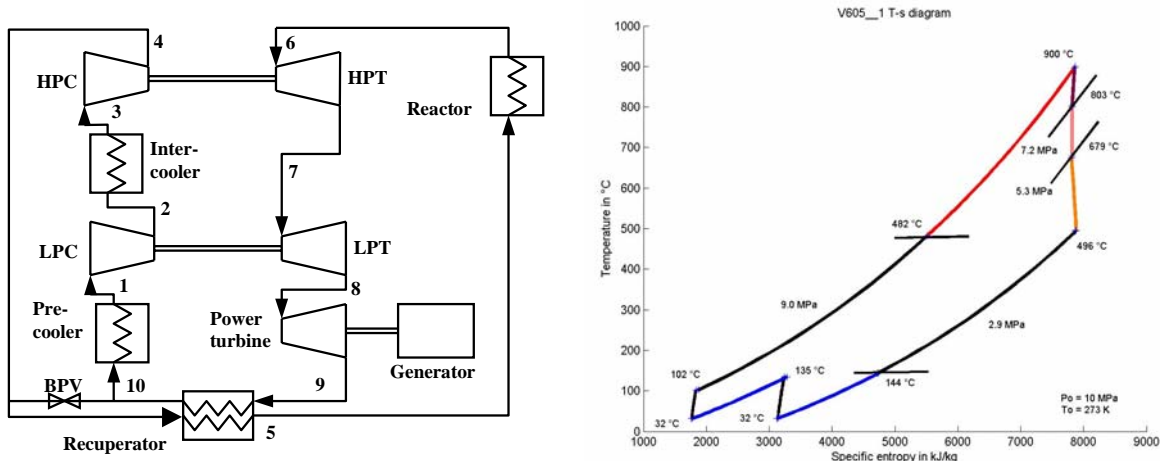 4
6
HPC
HPT
Reactor
3
Inter-
cooler
7
2
LPC
LPT
1
8
Pre-
cooler
Power
turbine
Generator
BPV
10
9
Recuperator
5
V605__1 T-s diagram
Temperature in °C
1000
900
800
700
600
500
400
300
200
100
0
900 °C
803 °C
7.2 MPa
679 °C
5.3 MPa
482 °C
496 °C
9.0 MPa
2.9 MPa
102 °C
135 °C
144 °C
32 °C
32 °C
Po = 10 MPa
To = 273 K
1000
2000
3000
4000
5000
6000
7000
8000
9000
Specific entropy in kJ/kg